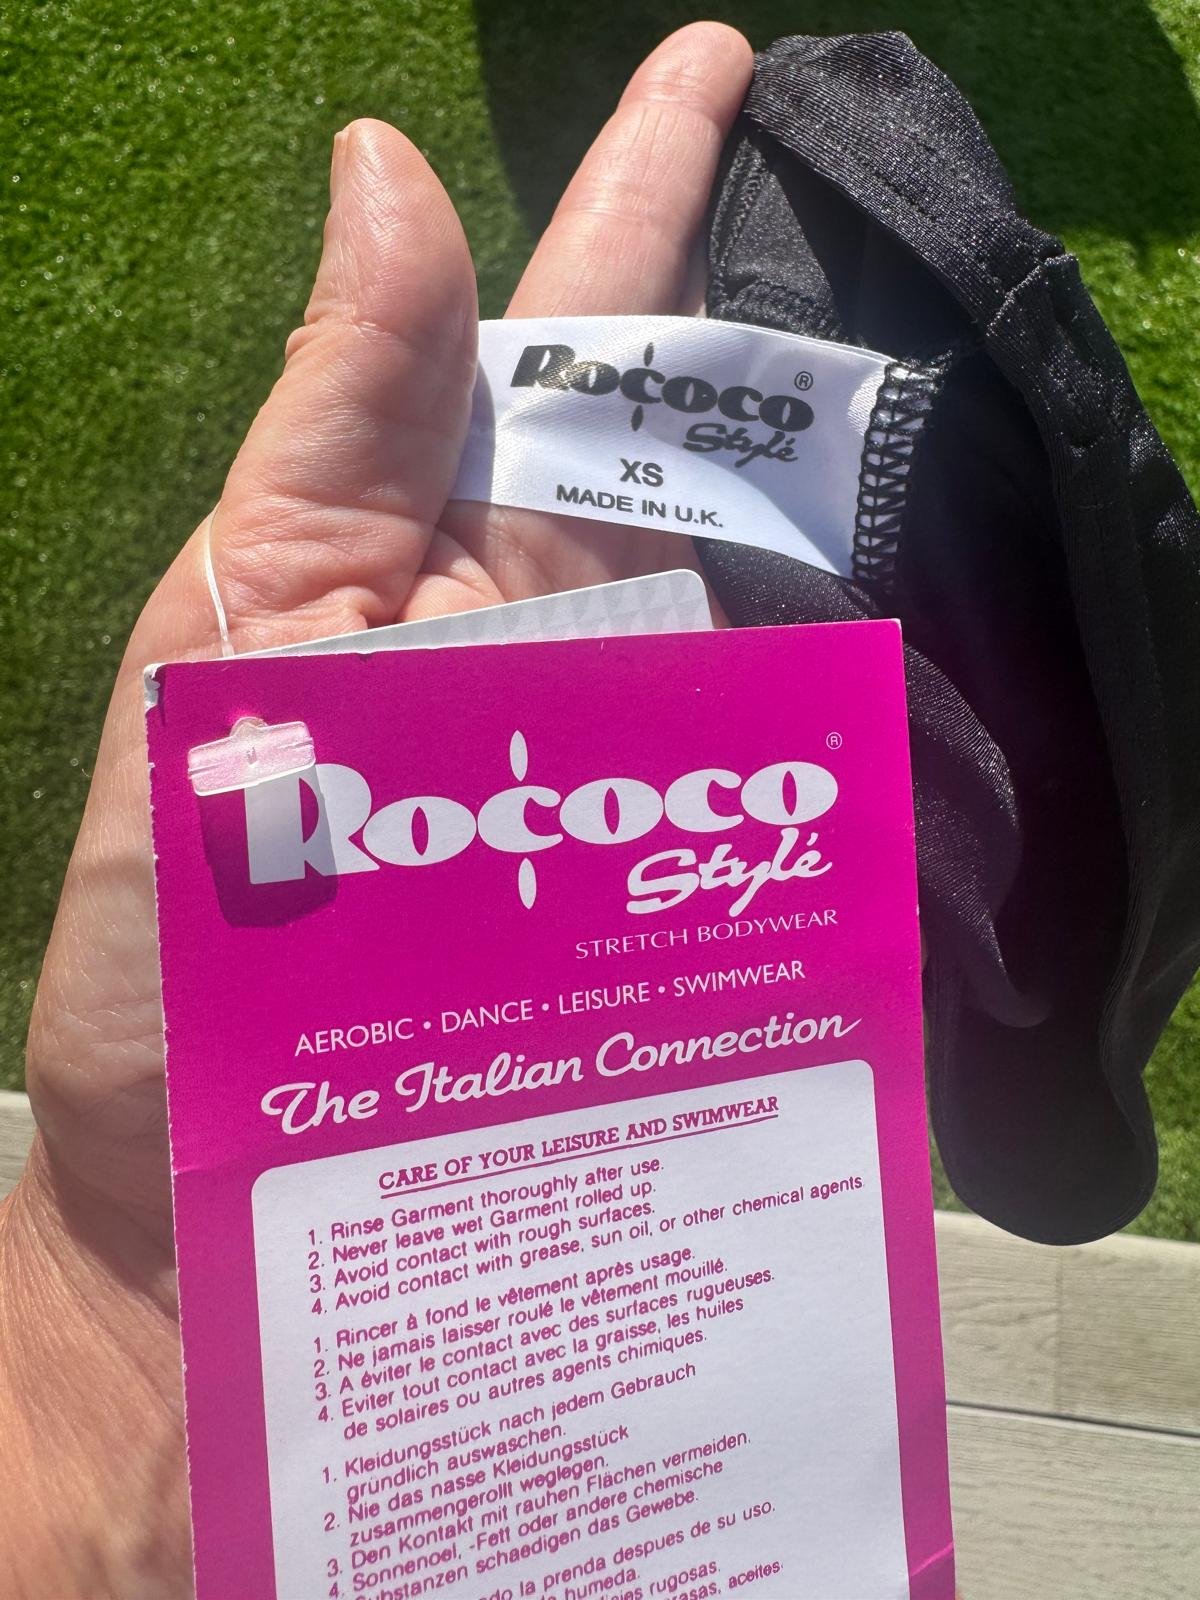 Rococo ®
Stylé
XS
MADE IN U.K.
Rococo ®
Stylé
STRETCH BODYWEAR
AEROBIC • DANCE • LEISURE • SWIMWEAR
The Italian Connection
CARE OF YOUR LEISURE AND SWIMWEAR
1. Rinse Garment thoroughly after use.
2. Never leave wet Garment rolled up.
3. Avoid contact with rough surfaces.
4. Avoid contact with grease, sun oil, or other chemical agents.
1. Rincer à fond le vêtement après usage.
2. Ne jamais laisser roulé le vêtement mouillé.
3. A éviter le contact avec des surfaces rugueuses.
4. Eviter tout contact avec la graisse, les huiles
de solaires ou autres agents chimiques.
1. Kleidungsstück nach jedem Gebrauch
gründlich auswaschen.
2. Nie das nasse Kleidungsstück
zusammengerollt weglegen.
3. Den Kontakt mit rauhen Flächen vermeiden.
4. Sonnenoel, -Fett oder andere chemische
Substanzen schaedigen das Gewebe.
la prenda despues de su uso.
humeda.
rugosas.
aceites.